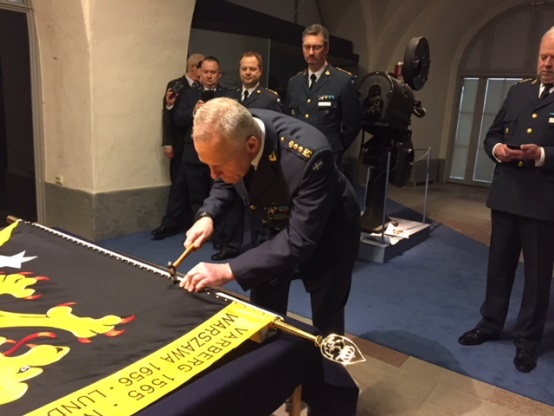 VARBERG 1565 ·
WARSZAWA 1656 · LUND